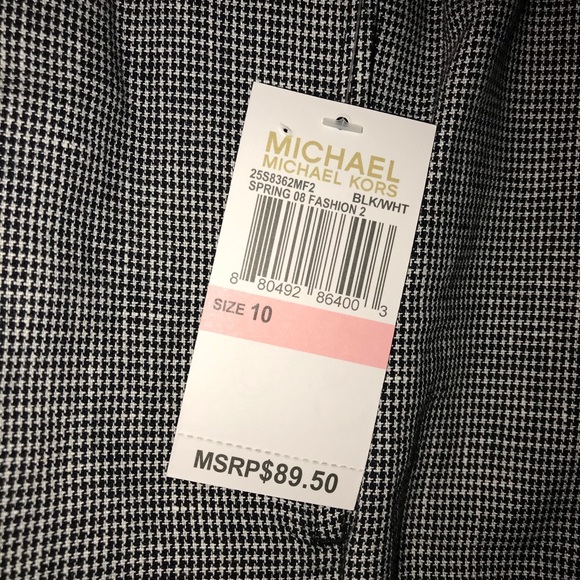 MICHAEL
MICHAEL KORS
25S8362MF2 BLK/WHT
SPRING 08 FASHION 2
8 80492 86400 3
SIZE 10
MSRP$89.50